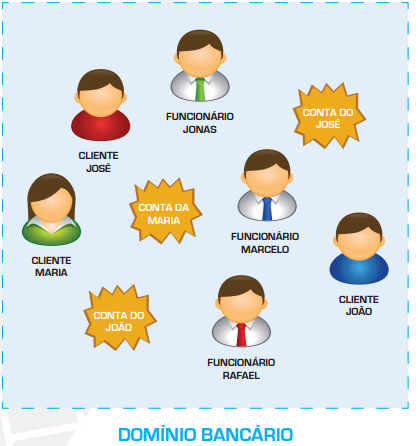 FUNCIONÁRIO
JONAS
CONTA DO
JOSÉ
CLIENTE
JOSÉ
CONTA DA
MARIA
FUNCIONÁRIO
MARCELO
CLIENTE
MARIA
CLIENTE
JOÃO
CONTA DO
JOÃO
FUNCIONÁRIO
RAFAEL
DOMÍNIO BANCÁRIO